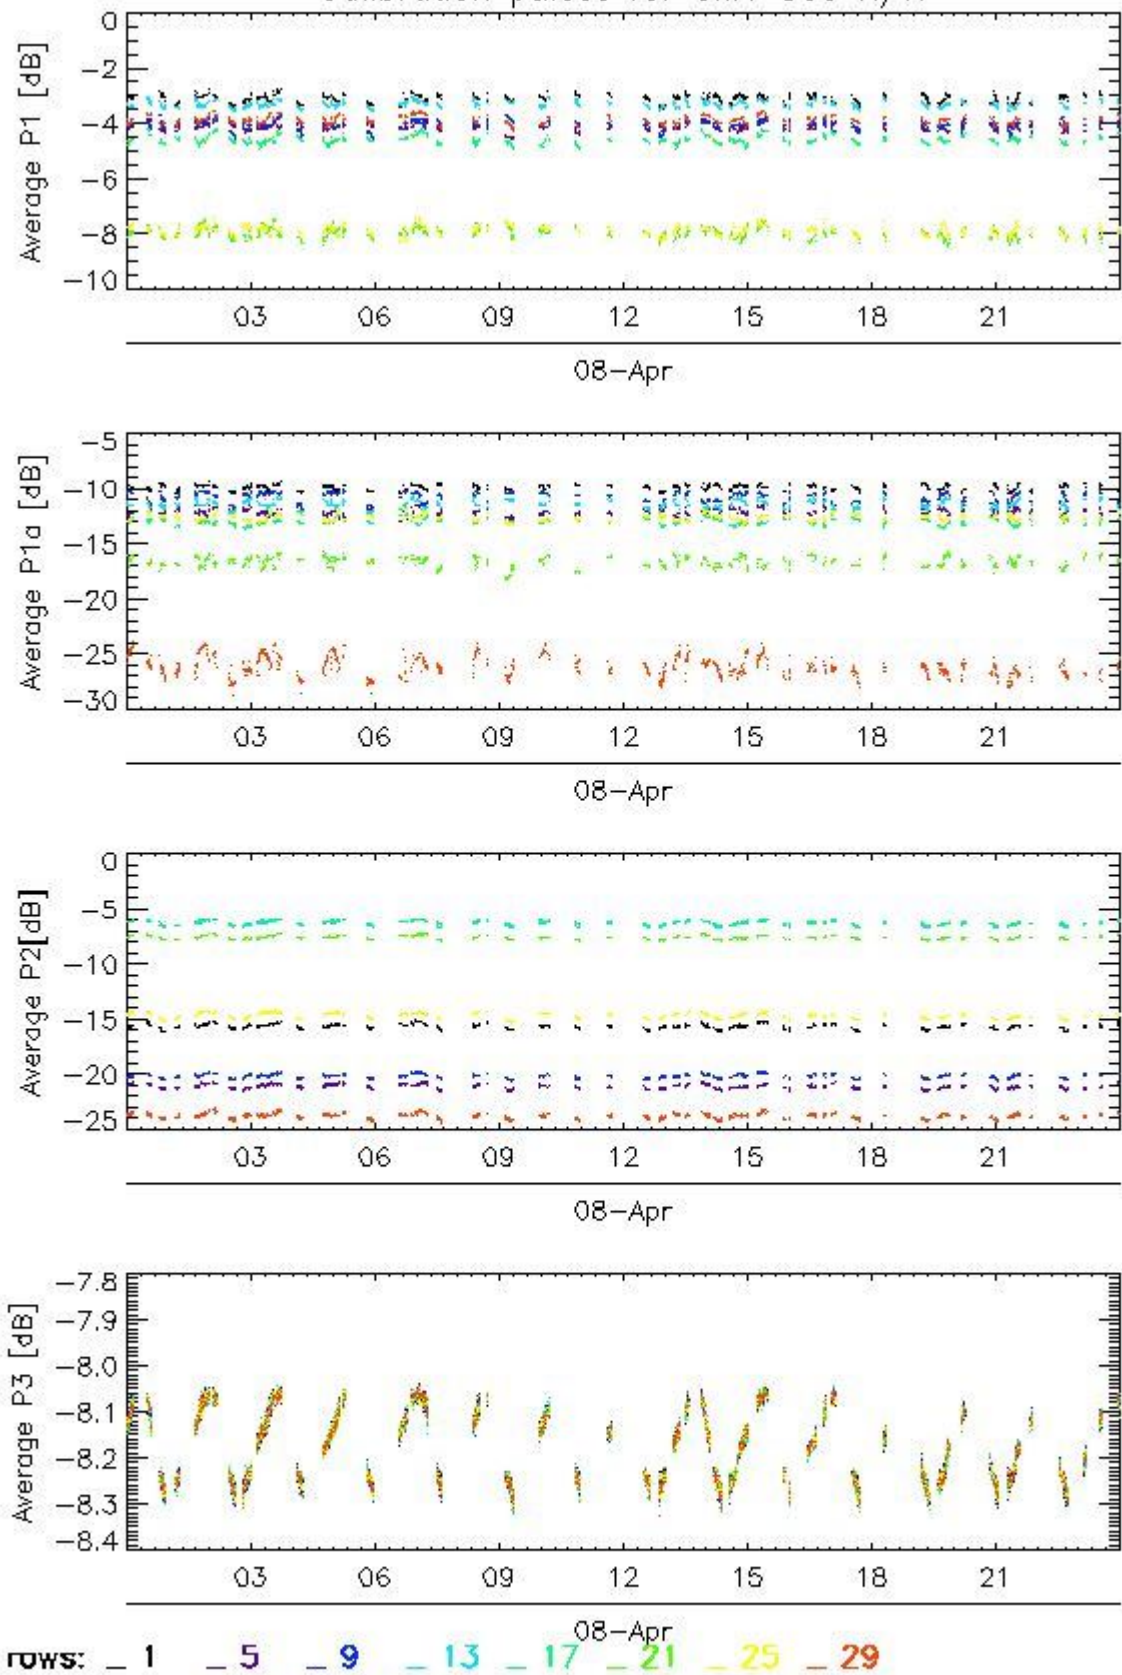 0
−2
−4
−6
−8
−10
Average P1 [dB]
03 06 09 12 15 18 21
08−Apr
−5
−10
−15
−20
−25
−30
Average P1a [dB]
03 06 09 12 15 18 21
08−Apr
0
−5
−10
−15
−20
−25
Average P2[dB]
03 06 09 12 15 18 21
08−Apr
−7.8
−7.9
−8.0
−8.1
−8.2
−8.3
−8.4
Average P3 [dB]
03 06 09 12 15 18 21
08−Apr
rows: _ 1 _ 5 _ 9 _ 13 _ 17 _ 21 _ 25 _ 29